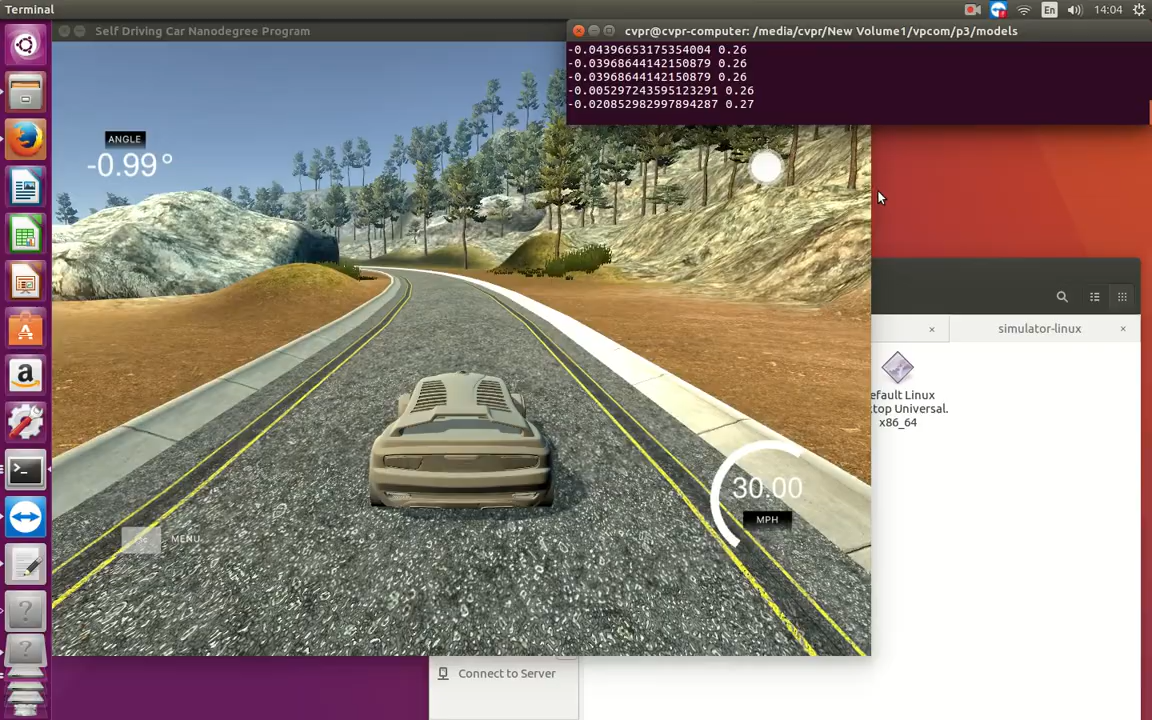 Terminal
En
14:04
Self Driving Car Nanodegree Program
cvpr@cvpr-computer: /media/cvpr/New Volume1/vpcom/p3/models
-0.04396653175354004 0.26
-0.03968644142150879 0.26
-0.03968644142150879 0.26
-0.005297243595123291 0.26
-0.020852982997894287 0.27
ANGLE
-0.99°
simulator-linux
efault Linux
top Universal.
x86_64
30.00
MPH
MENU
Connect to Server